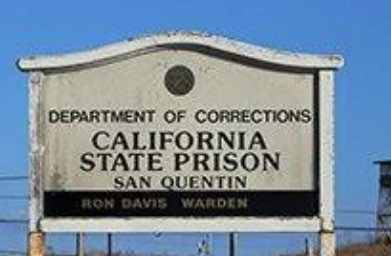 DEPARTMENT OF CORRECTIONS
CALIFORNIA
STATE PRISON
SAN QUENTIN
RON DAVIS WARDEN